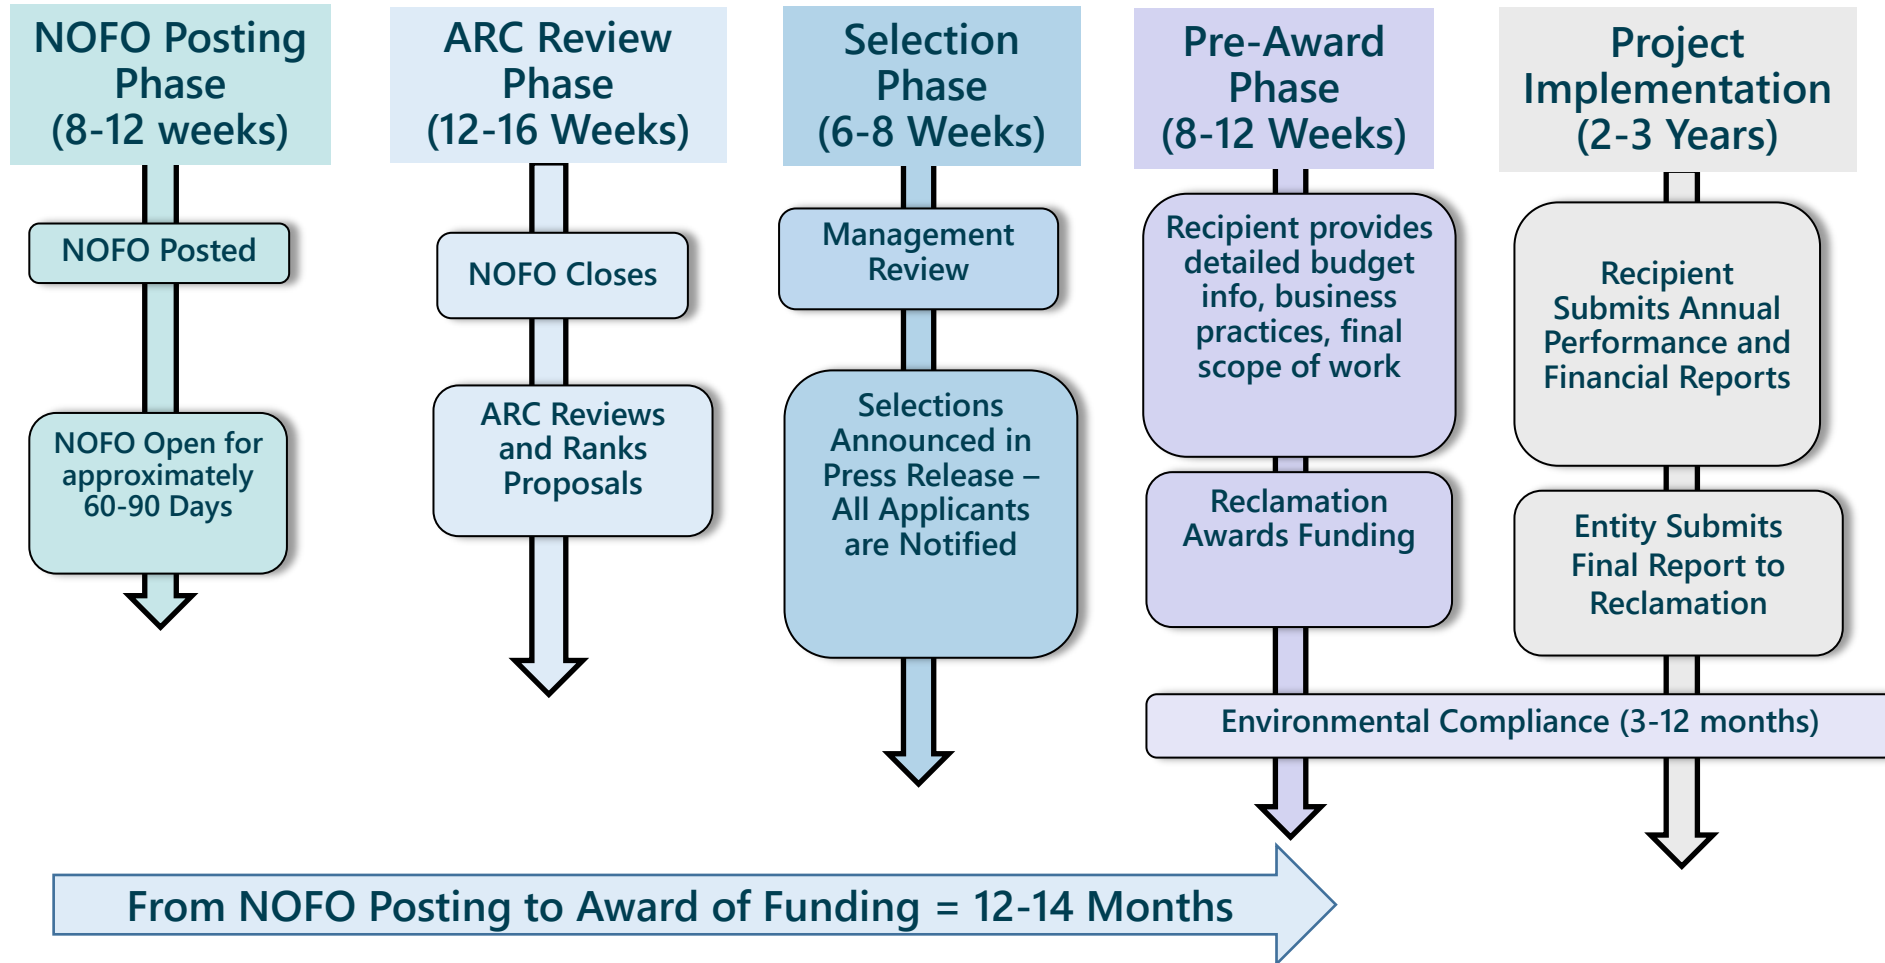 NOFO Posting
Phase
(8-12 weeks)
NOFO Posted
NOFO Open for
approximately
60-90 Days
ARC Review
Phase
(12-16 Weeks)
NOFO Closes
ARC Reviews
and Ranks
Proposals
Selection
Phase
(6-8 Weeks)
Management
Review
Selections
Announced in
Press Release –
All Applicants
are Notified
Pre-Award
Phase
(8-12 Weeks)
Recipient provides
detailed budget
info, business
practices, final
scope of work
Reclamation
Awards Funding
Project
Implementation
(2-3 Years)
Recipient
Submits Annual
Performance and
Financial Reports
Entity Submits
Final Report to
Reclamation
Environmental Compliance (3-12 months)
From NOFO Posting to Award of Funding = 12-14 Months